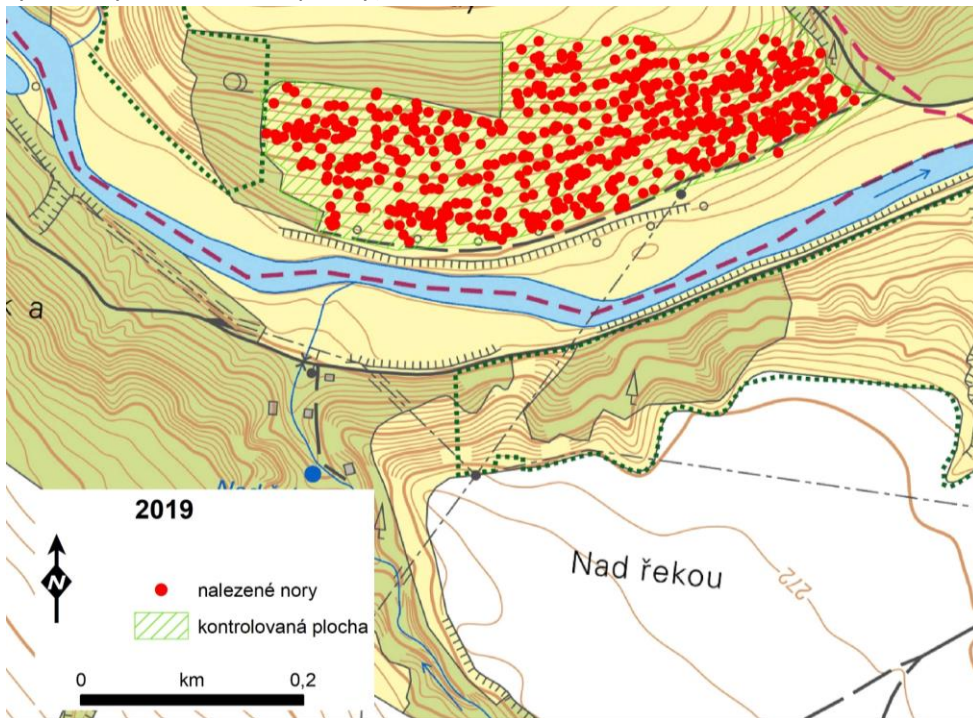 k a
Nad řekou
272
2019
N
nalezené nory
kontrolovaná plocha
0 km 0,2